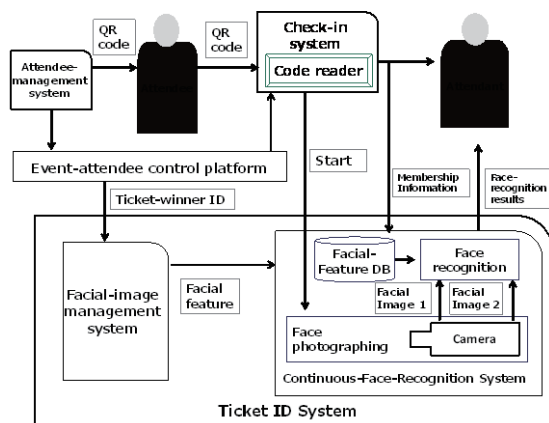 QR
code
QR
code
Check-in
system
Code reader
Attendee-
management
system
Event-attendee control platform
Start
Membership
Information
Face-
recognition
results
Ticket-winner ID
Facial-image
management
system
Facial
feature
Facial-
Feature DB
Face
recognition
Facial
Image 1
Facial
Image 2
Face
photographing
Camera
Continuous-Face-Recognition System
Ticket ID System